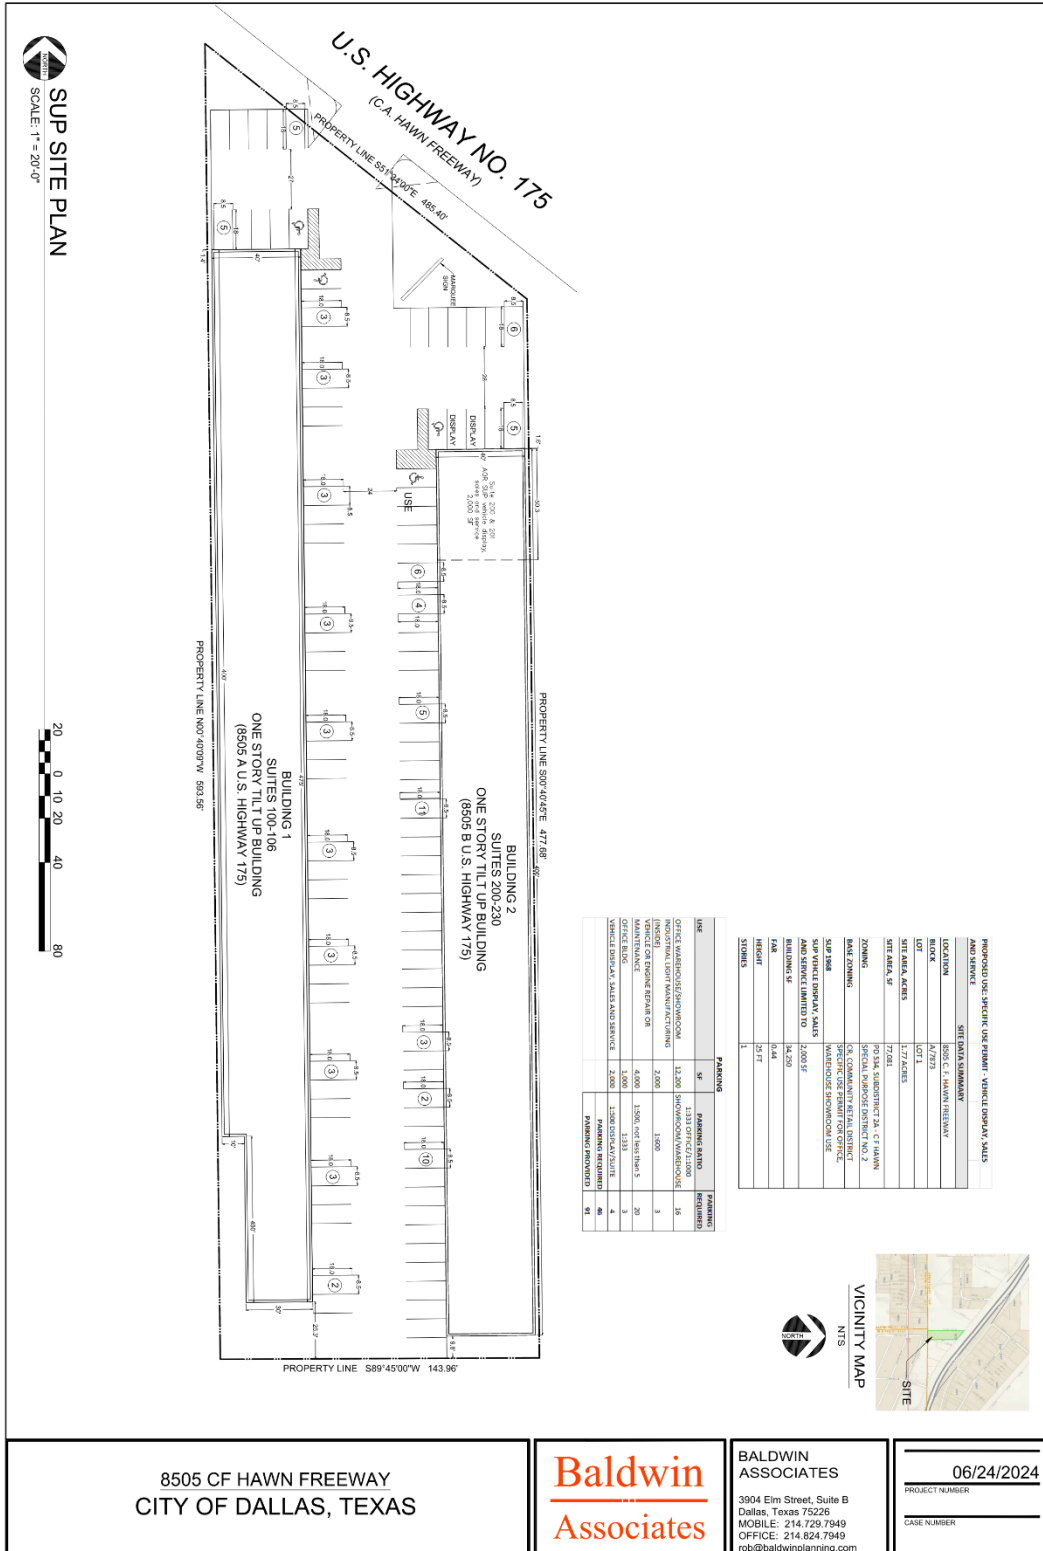 U.S. HIGHWAY NO. 175
(C.A. HAWN FREEWAY)
PROPERTY LINE S51°34'00"E 485.40'
NORTH
SUP SITE PLAN
SCALE: 1" = 20'-0"
MARQUEE
SIGN
DISPLAY
DISPLAY
USE
Suite 200 & 201
AOR SUP vehicle display,
sales and service
2,000 SF
PROPERTY LINE N00°40'09"W 593.56'
PROPERTY LINE S00°40'45"E 477.68'
BUILDING 1
SUITES 100-106
ONE STORY TILT UP BUILDING
(8505 A U.S. HIGHWAY 175)
BUILDING 2
SUITES 200-230
ONE STORY TILT UP BUILDING
(8505 B U.S. HIGHWAY 175)
PROPERTY LINE S89°45'00"W 143.96'
20 0 10 20 40 80
PROPOSED USE: SPECIFIC USE PERMIT - VEHICLE DISPLAY, SALES
AND SERVICE
SITE DATA SUMMARY
LOCATION 8505 C. F. HAWN FREEWAY
BLOCK A/7873
LOT LOT 1
SITE AREA, ACRES 1.77 ACRES
SITE AREA, SF 77,081
ZONING PD 534, SUBDISTRICT 2A - C F HAWN
SPECIAL PURPOSE DISTRICT NO. 2
BASE ZONING CR, COMMUNITY RETAIL DISTRICT
SUP 1988 SPECIFIC USE PERMIT FOR OFFICE,
WAREHOUSE SHOWROOM USE
SUP VEHICLE DISPLAY, SALES
AND SERVICE LIMITED TO 2,000 SF
BUILDING SF 34,250
FAR 0.44
HEIGHT 25 FT
STORIES 1
PARKING
USE SF PARKING RATIO PARKING REQUIRED
OFFICE WAREHOUSE/SHOWROOM 12,200 1:333 OFFICE/1:1000 SHOWROOM/WAREHOUSE 16
INDUSTRIAL LIGHT MANUFACTURING (INSIDE) 2,000 1:600 3
VEHICLE OR ENGINE REPAIR OR MAINTENANCE 4,000 1:500, not less than 5 20
OFFICE BLDG 1,000 1:333 3
VEHICLE DISPLAY, SALES AND SERVICE 2,000 1:500 DISPLAY/SUITE 4
PARKING REQUIRED 46
PARKING PROVIDED 91
VICINITY MAP
NTS
NORTH
SITE
8505 CF HAWN FREEWAY
CITY OF DALLAS, TEXAS
Baldwin
Associates
BALDWIN
ASSOCIATES
3904 Elm Street, Suite B
Dallas, Texas 75226
MOBILE: 214.729.7949
OFFICE: 214.824.7949
rob@baldwinplanning.com
06/24/2024
PROJECT NUMBER
CASE NUMBER